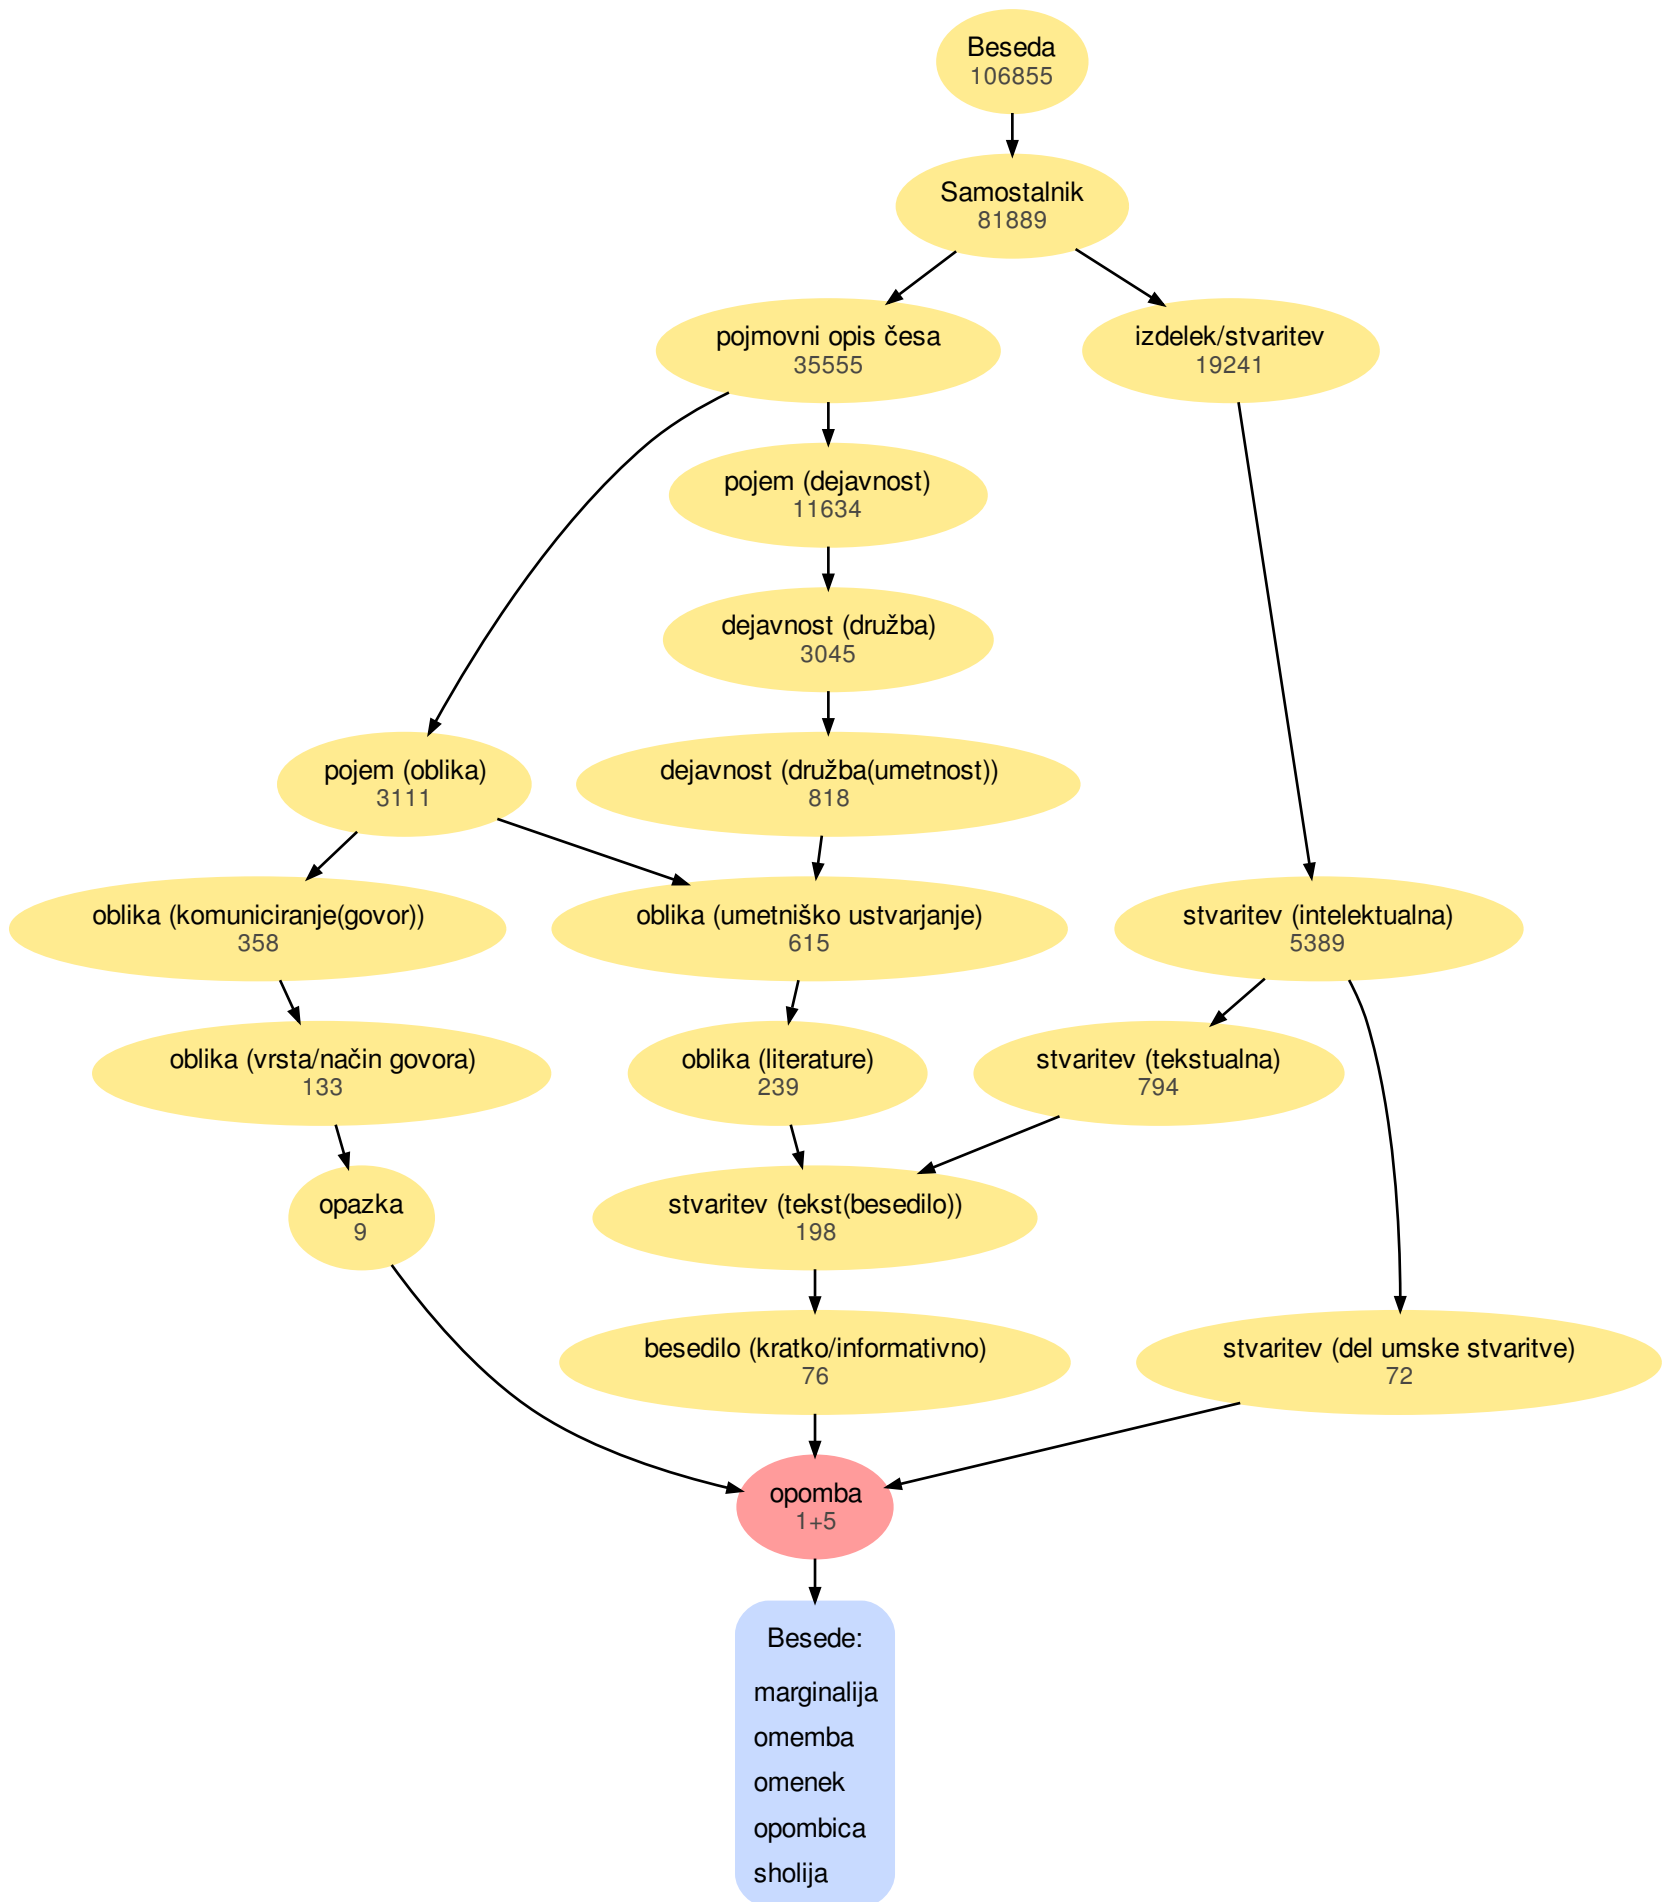 Beseda
106855
Samostalnik
81889
pojmovni opis česa
35555
izdelek/stvaritev
19241
pojem (dejavnost)
11634
dejavnost (družba)
3045
pojem (oblika)
3111
dejavnost (družba(umetnost))
818
oblika (komuniciranje(govor))
358
oblika (umetniško ustvarjanje)
615
stvaritev (intelektualna)
5389
oblika (vrsta/način govora)
133
oblika (literature)
239
stvaritev (tekstualna)
794
opazka
9
stvaritev (tekst(besedilo))
198
besedilo (kratko/informativno)
76
stvaritev (del umske stvaritve)
72
opomba
1+5
Besede:
marginalija
omemba
omenek
opombica
sholija